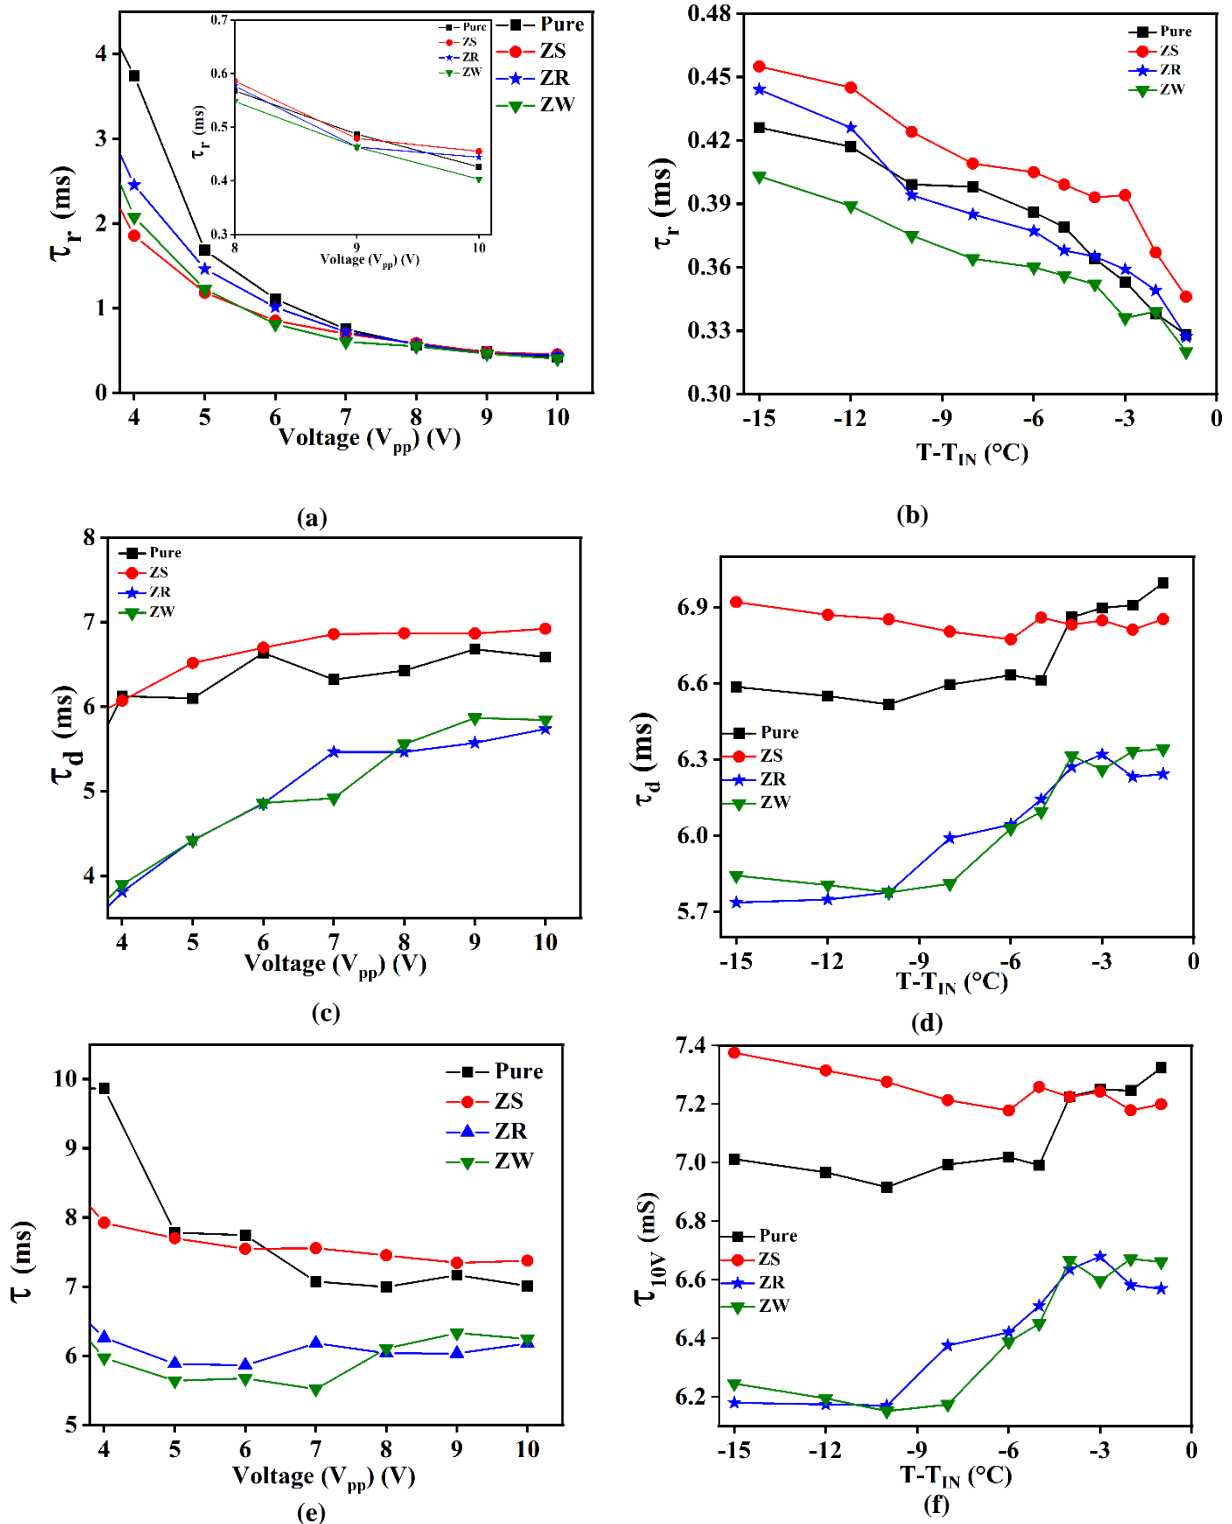 4
3
2
1
0
τr (ms)
4 5 6 7 8 9 10
Voltage (Vpp) (V)
Pure
ZS
ZR
ZW
0.7
0.6
0.5
0.4
0.3
τr (ms)
8 9 10
Voltage (Vpp) (V)
Pure
ZS
ZR
ZW
(a)
0.48
0.45
0.42
0.39
0.36
0.33
0.30
τr (ms)
-15 -12 -9 -6 -3 0
T-TIN (°C)
Pure
ZS
ZR
ZW
(b)
8
7
6
5
4
τd (ms)
4 5 6 7 8 9 10
Voltage (Vpp) (V)
Pure
ZS
ZR
ZW
(c)
6.9
6.6
6.3
6.0
5.7
τd (ms)
-15 -12 -9 -6 -3 0
T-TIN (°C)
Pure
ZS
ZR
ZW
(d)
10
9
8
7
6
5
τ (ms)
4 5 6 7 8 9 10
Voltage (Vpp) (V)
Pure
ZS
ZR
ZW
(e)
7.4
7.2
7.0
6.8
6.6
6.4
6.2
τ10V (mS)
-15 -12 -9 -6 -3 0
T-TIN (°C)
Pure
ZS
ZR
ZW
(f)